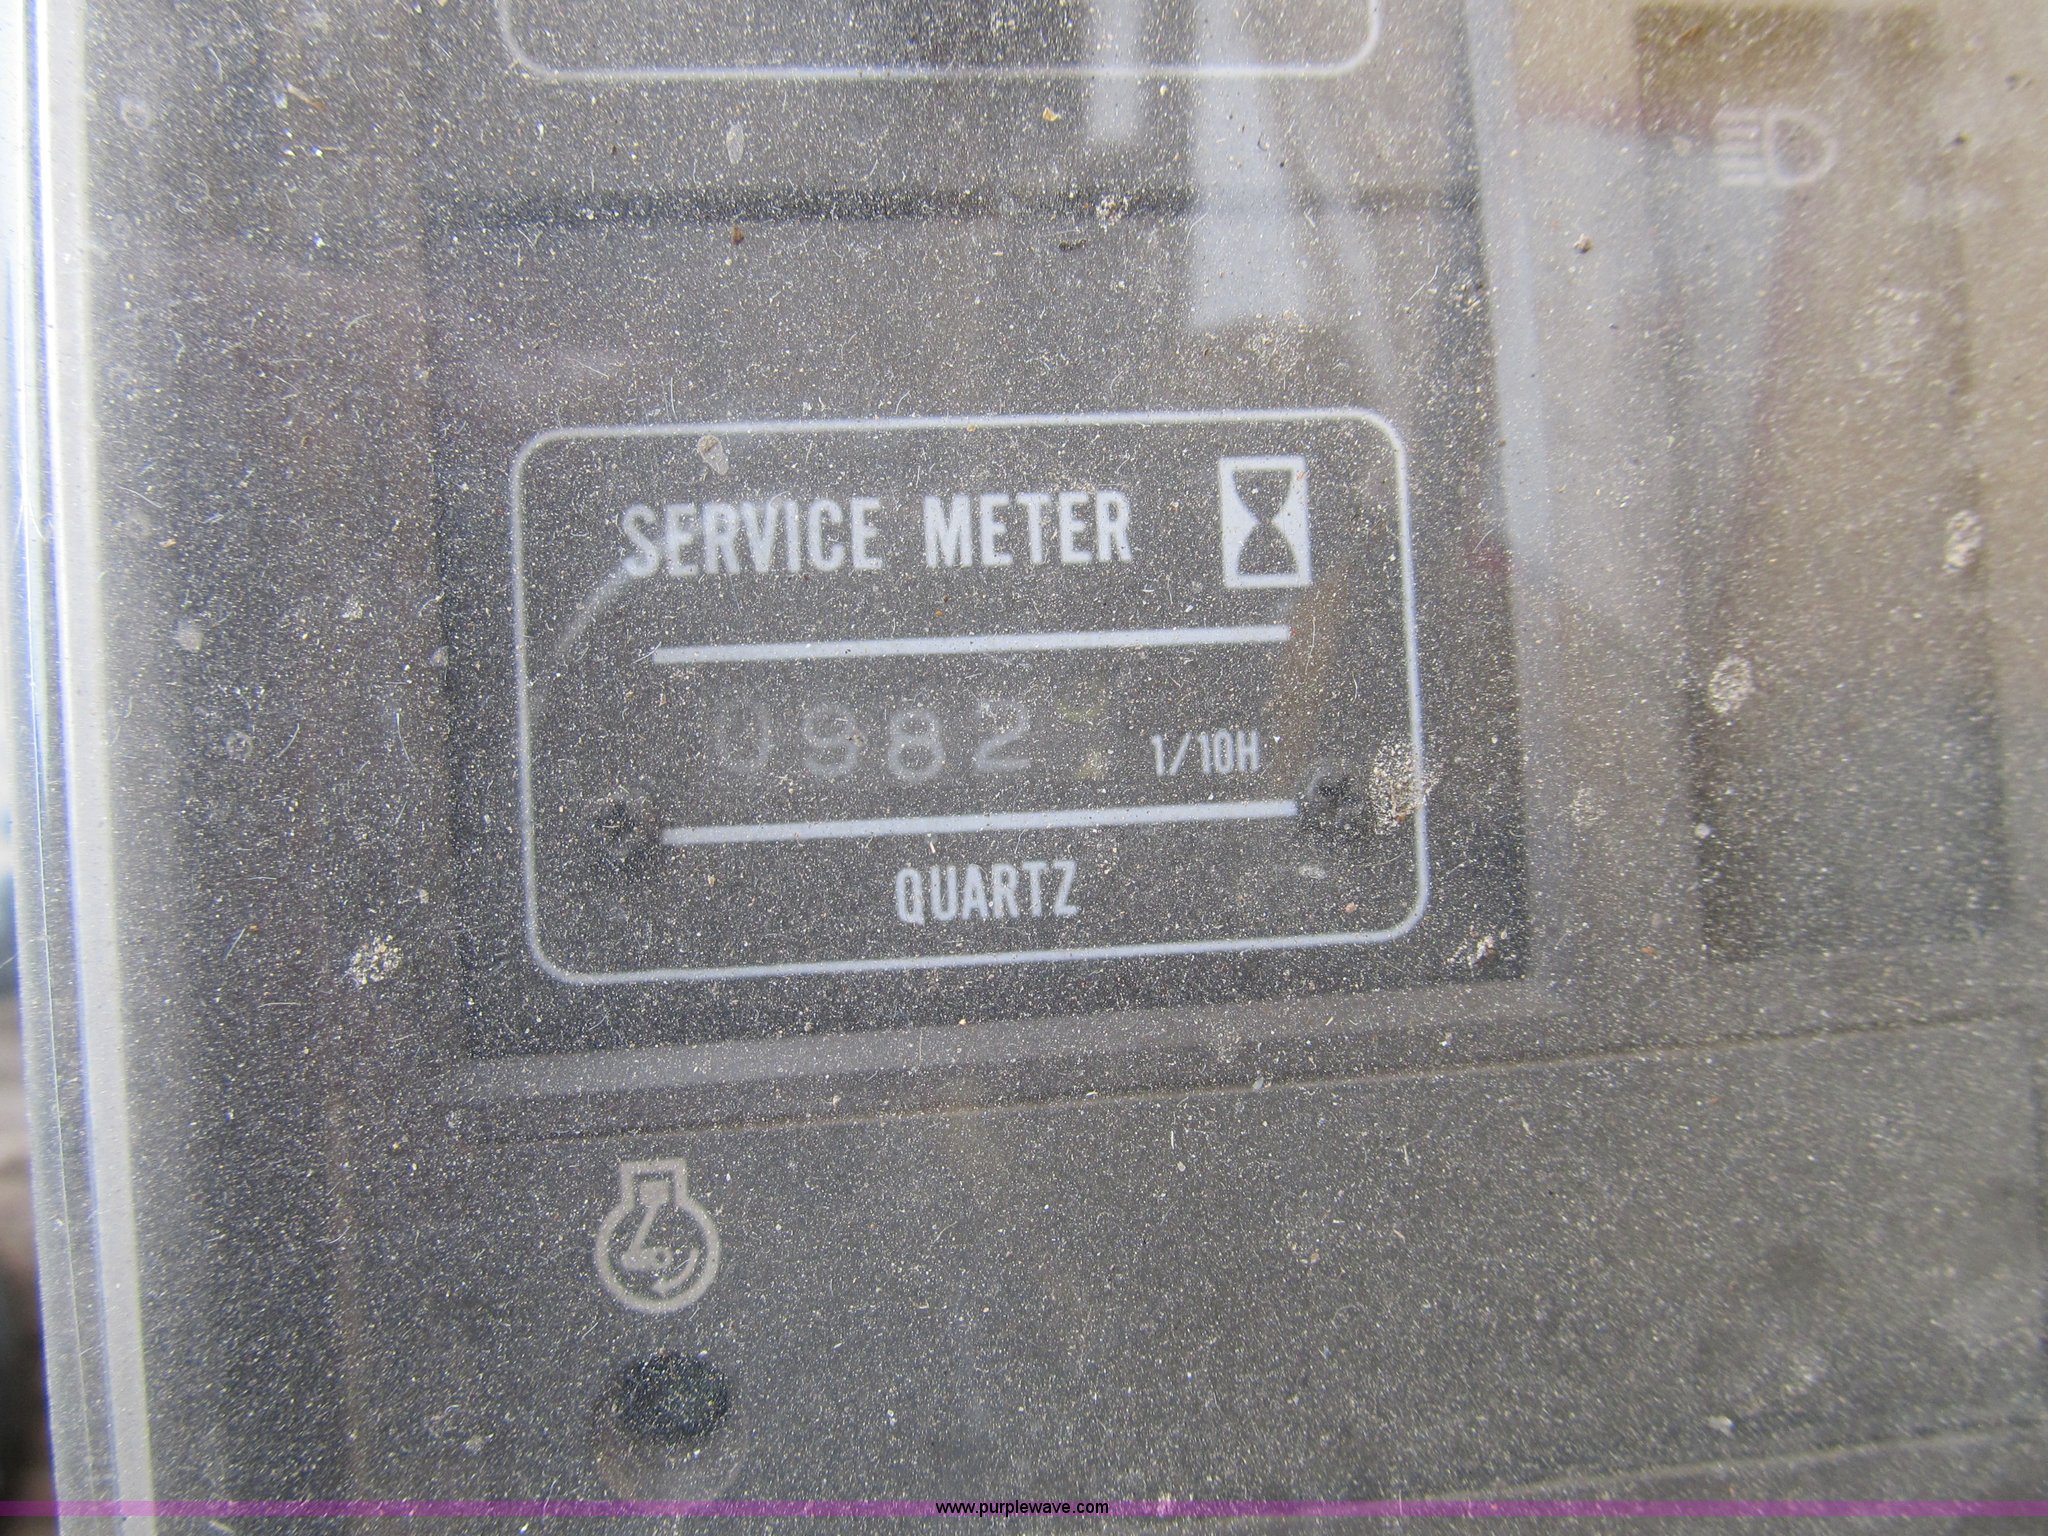 SERVICE METER
0982
1/10H
QUARTZ
www.purplewave.com